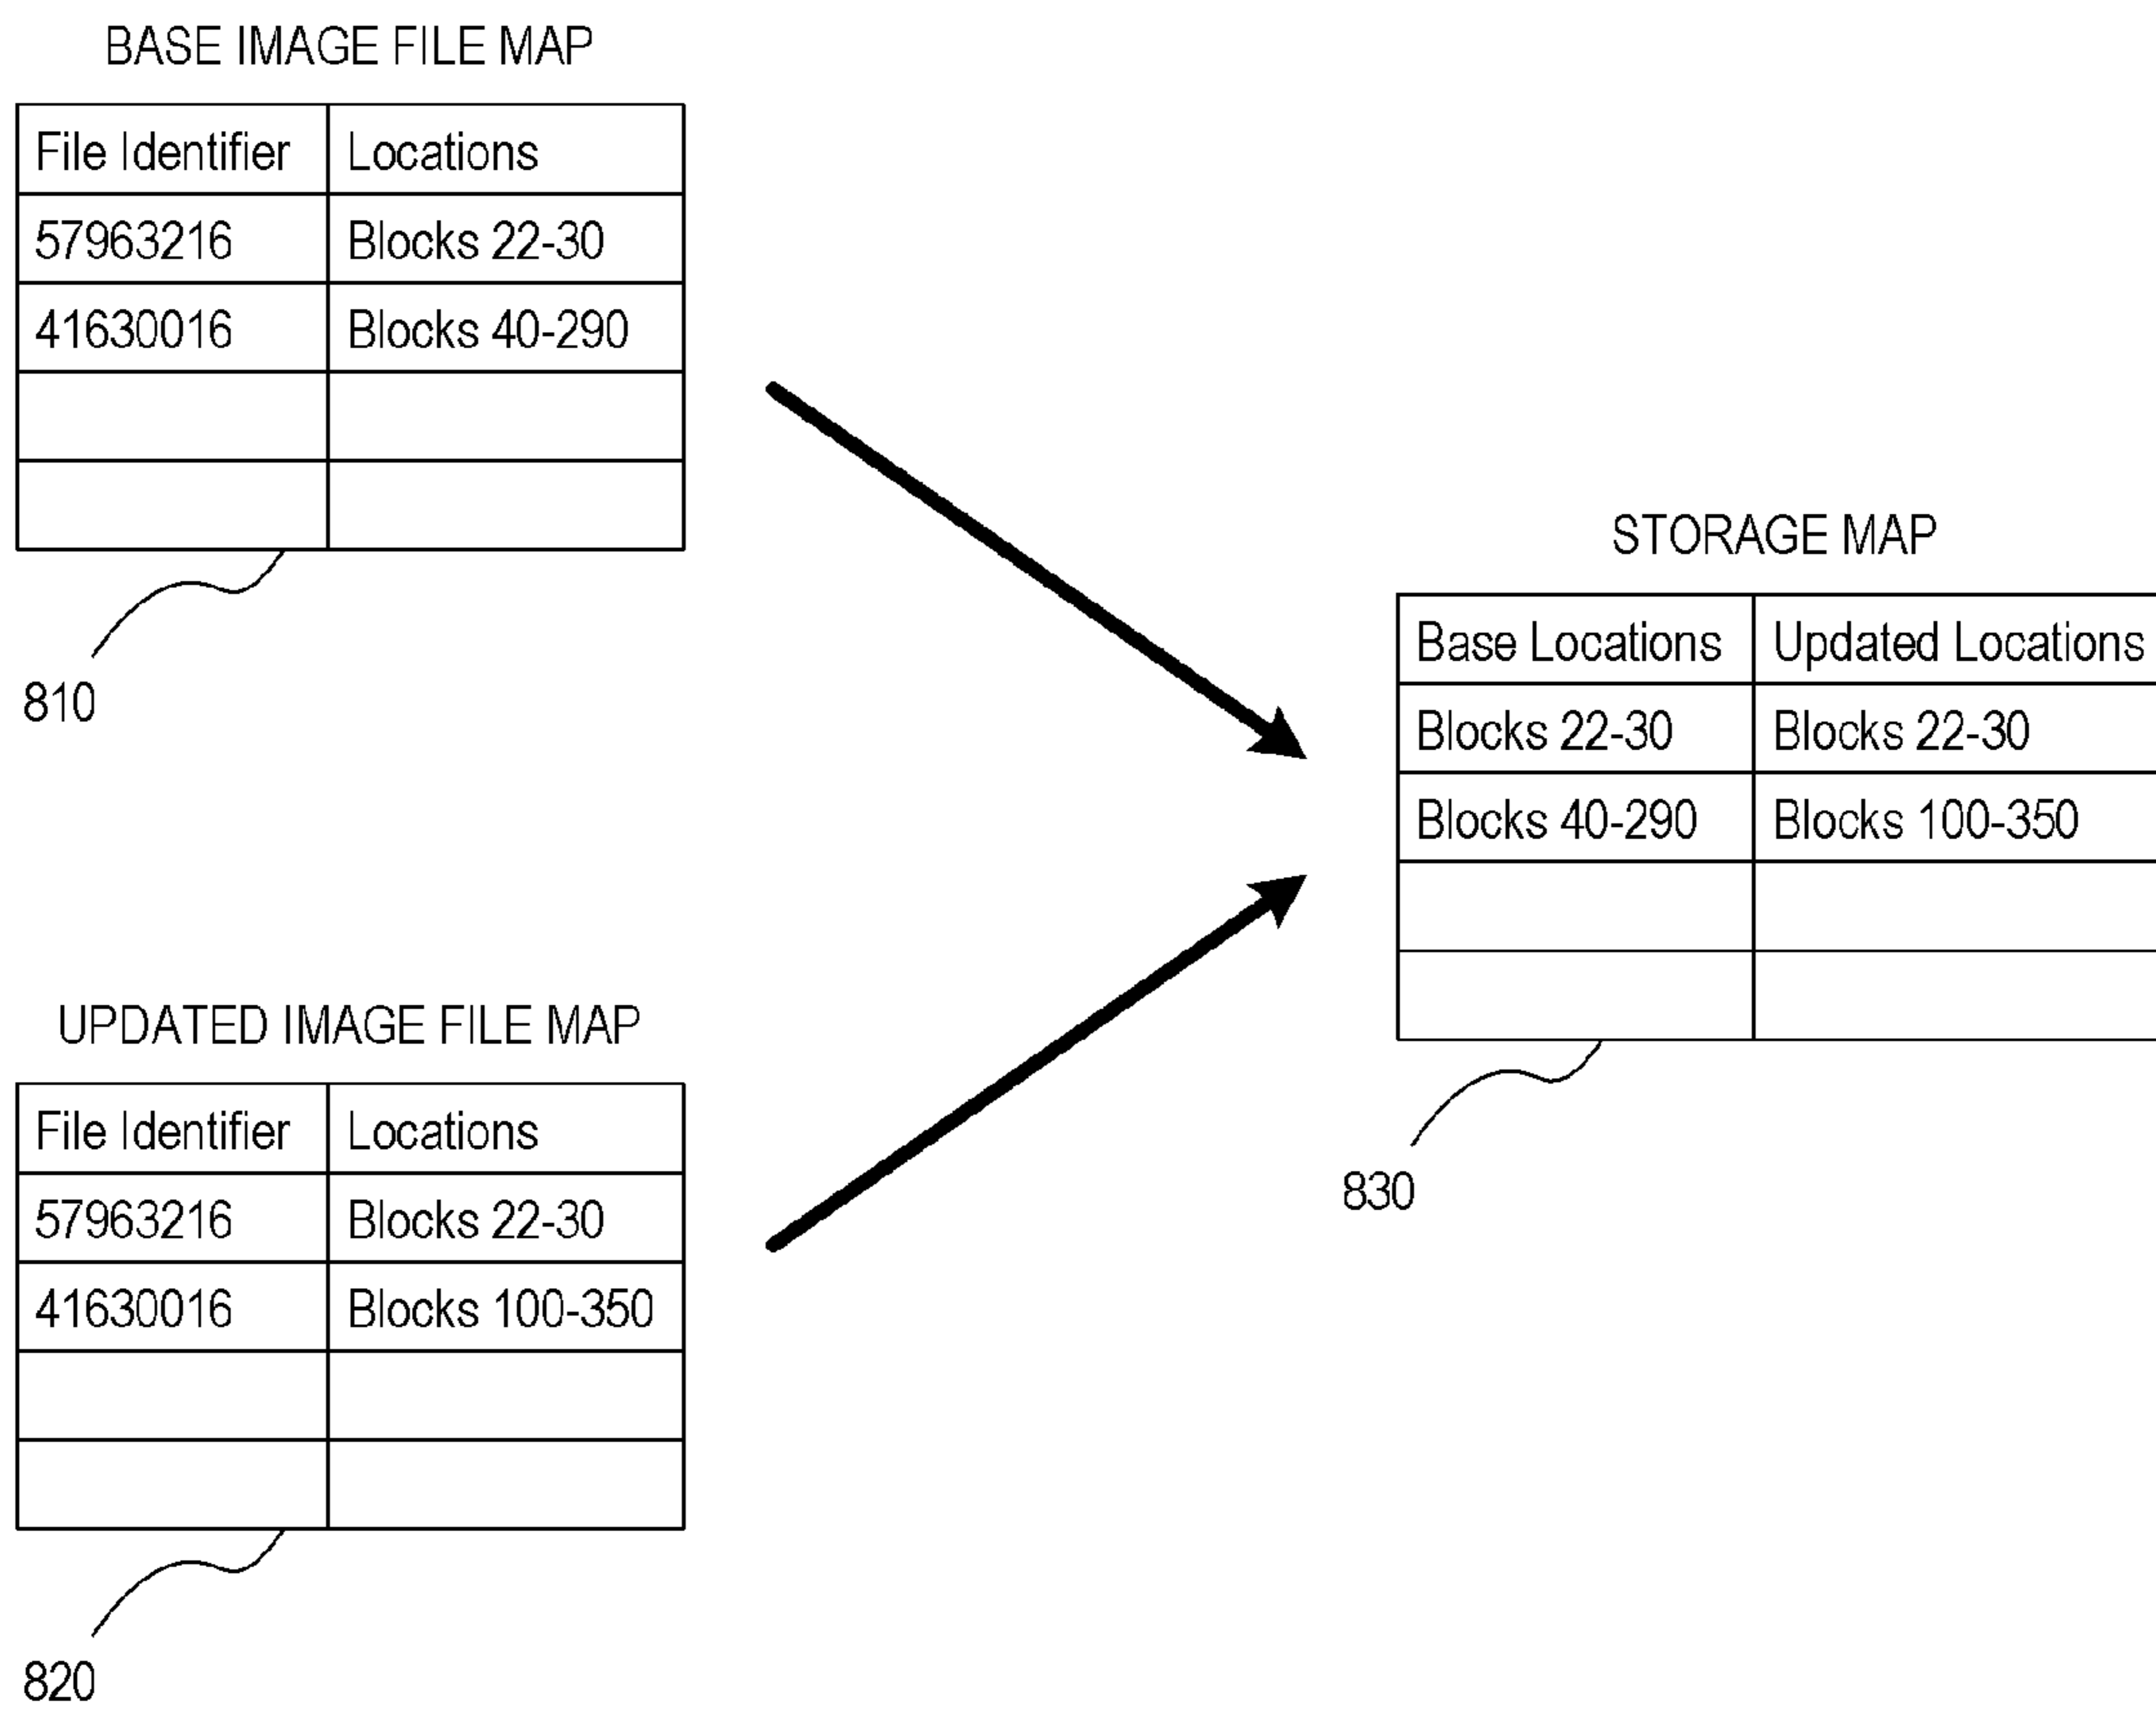 BASE IMAGE FILE MAP
File Identifier Locations
57963216 Blocks 22-30
41630016 Blocks 40-290
810
STORAGE MAP
Base Locations Updated Locations
Blocks 22-30 Blocks 22-30
Blocks 40-290 Blocks 100-350
830
UPDATED IMAGE FILE MAP
File Identifier Locations
57963216 Blocks 22-30
41630016 Blocks 100-350
820